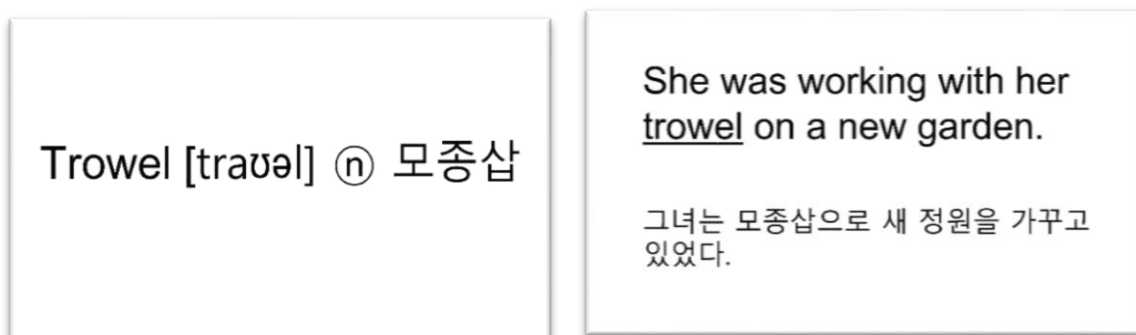 Trowel [traʊəl] ⓝ 모종삽
She was working with her
trowel on a new garden.
그녀는 모종삽으로 새 정원을 가꾸고
있었다.